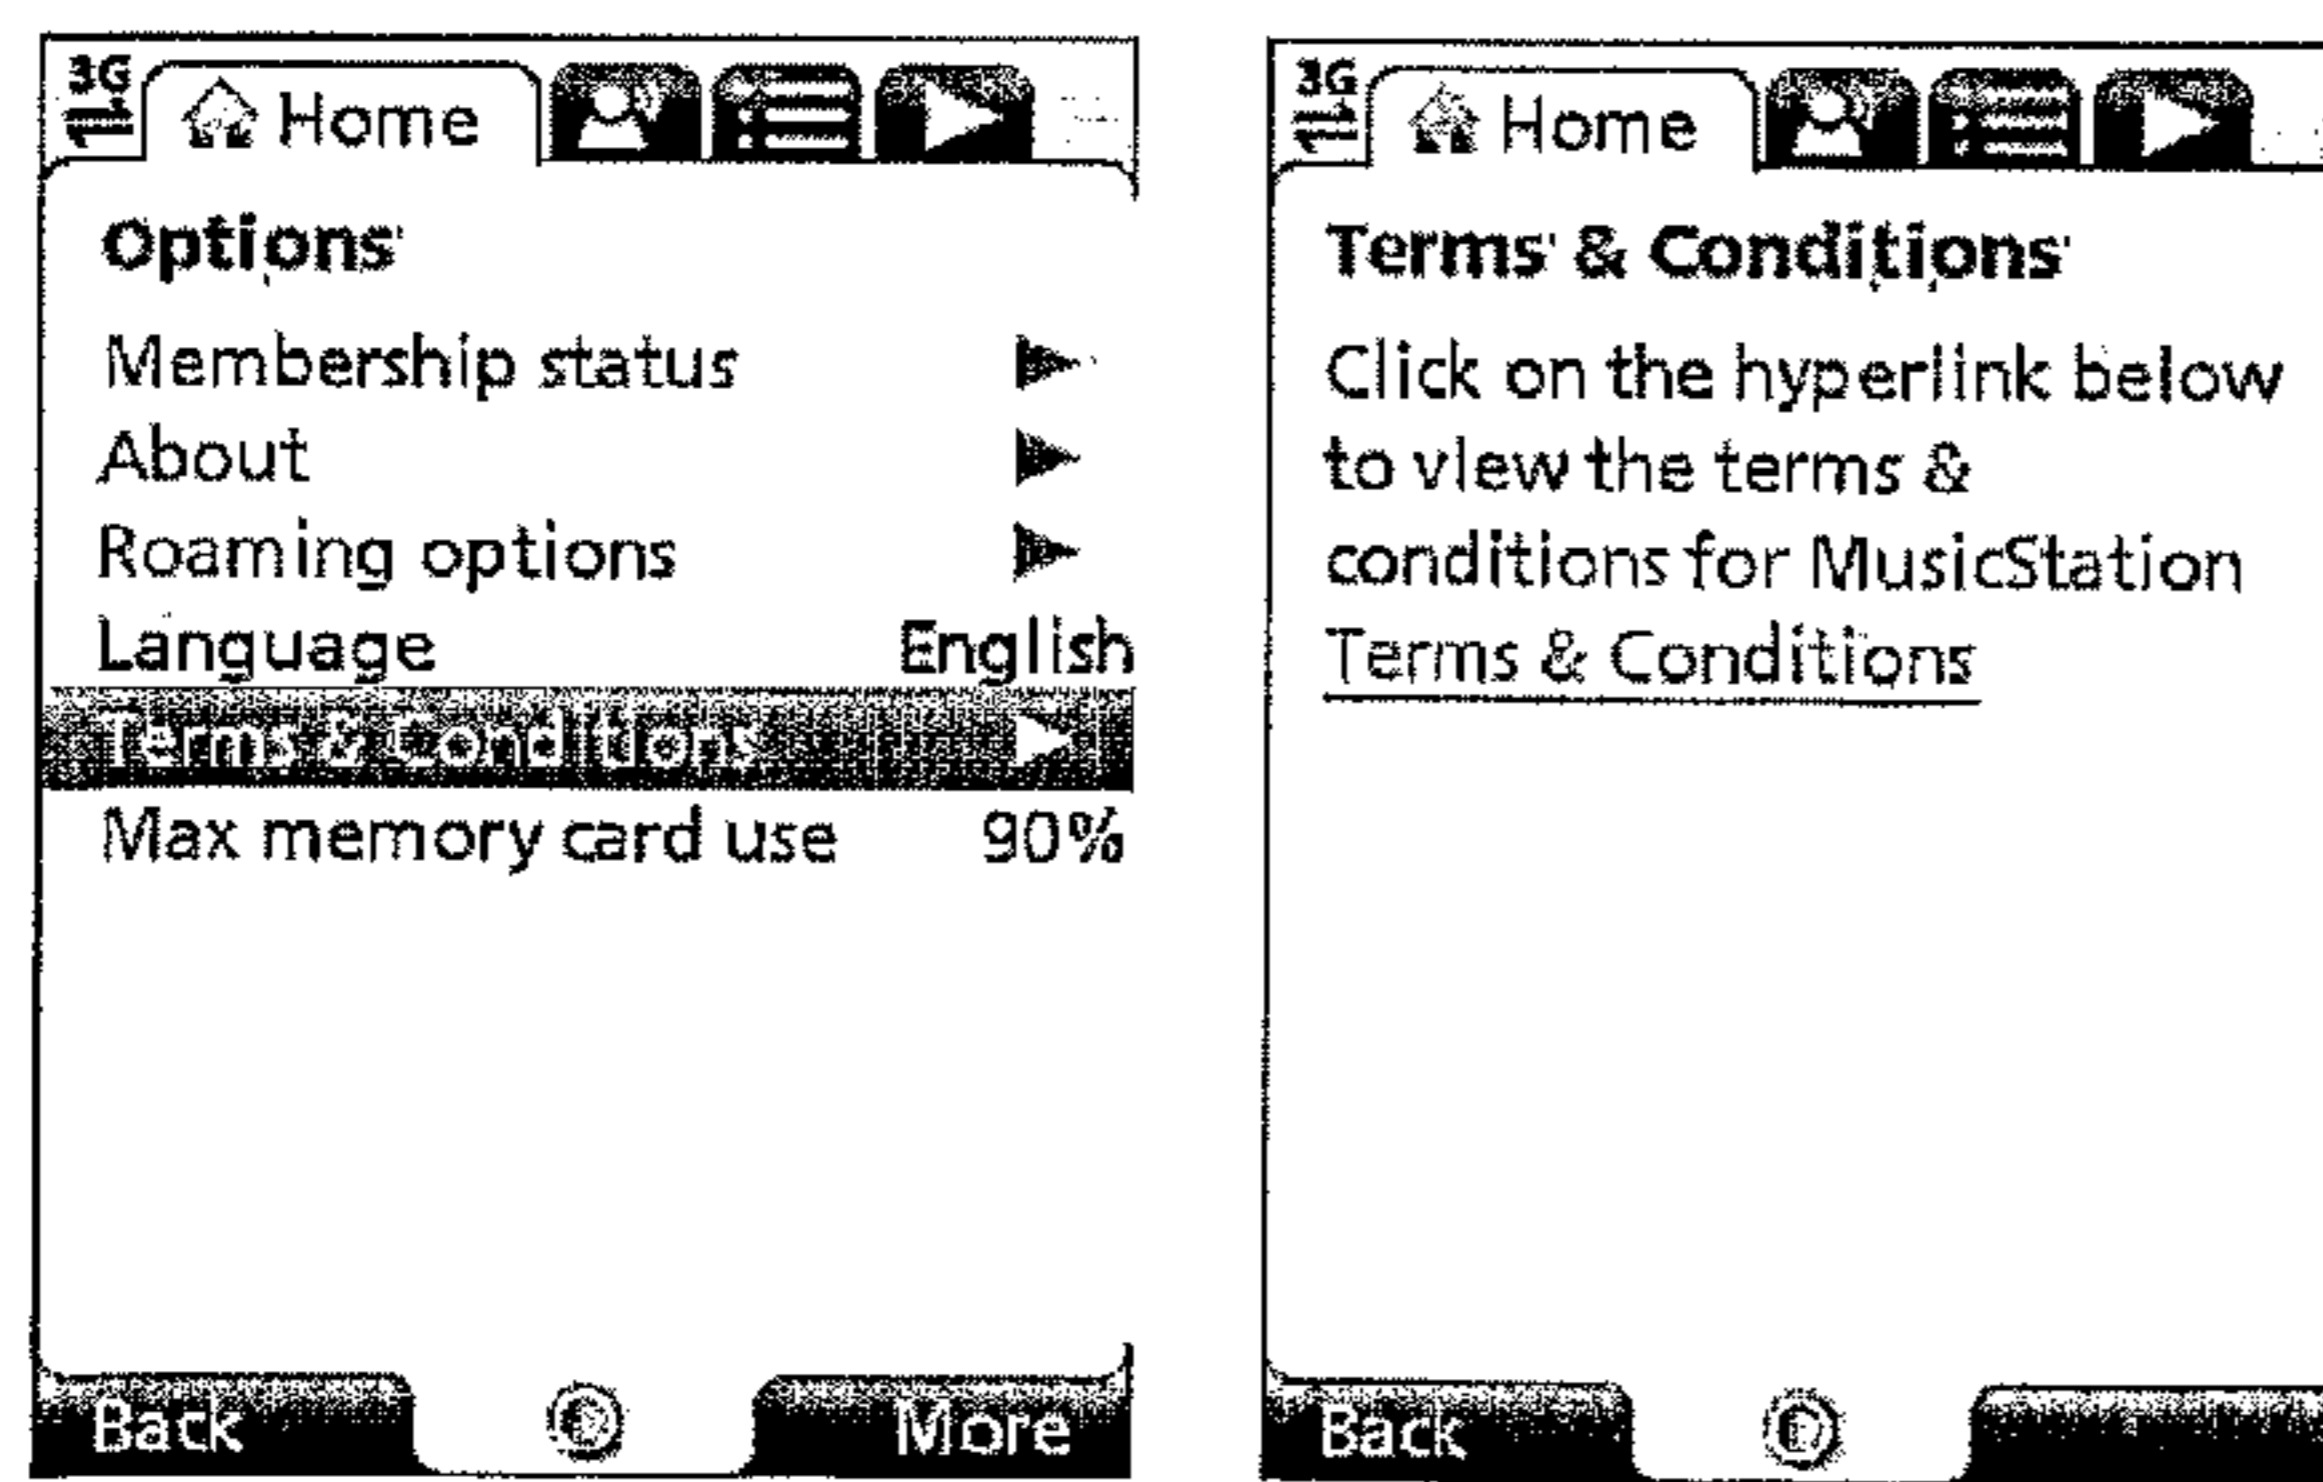 3G
Home
Options
Membership status
About
Roaming options
Language English
Terms & Conditions
Max memory card use 90%
Back More
3G
Home
Terms & Conditions
Click on the hyperlink below
to view the terms &
conditions for MusicStation
Terms & Conditions
Back